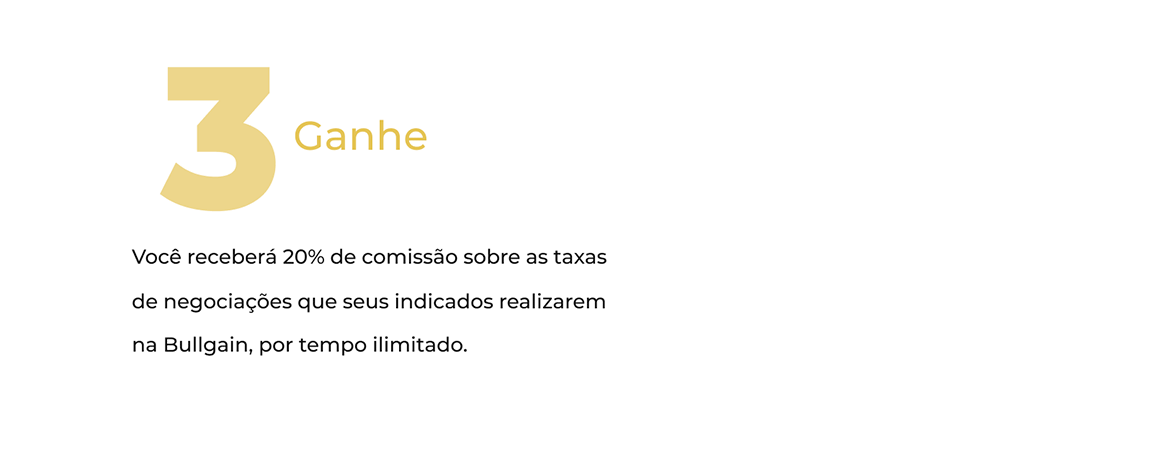 3 Ganhe
Você receberá 20% de comissão sobre as taxas
de negociações que seus indicados realizarem
na Bullgain, por tempo ilimitado.